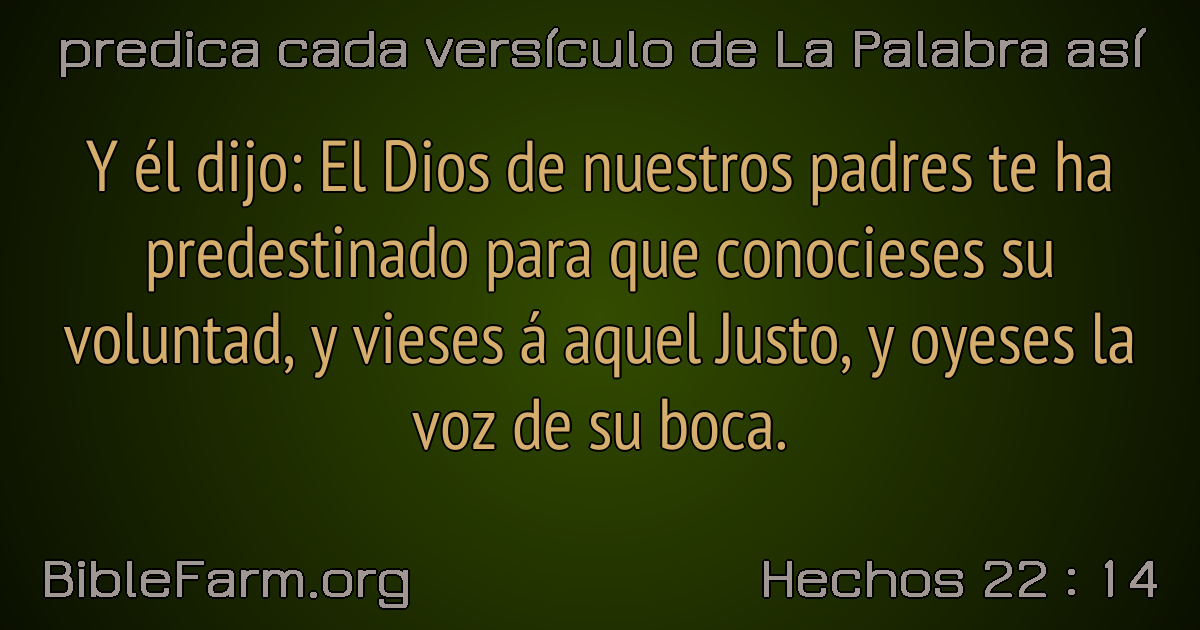 predica cada versículo de La Palabra así
Y él dijo: El Dios de nuestros padres te ha
predestinado para que conocieses su
voluntad, y vieses á aquel Justo, y oyeses la
voz de su boca.
BibleFarm.org
Hechos 22 : 14